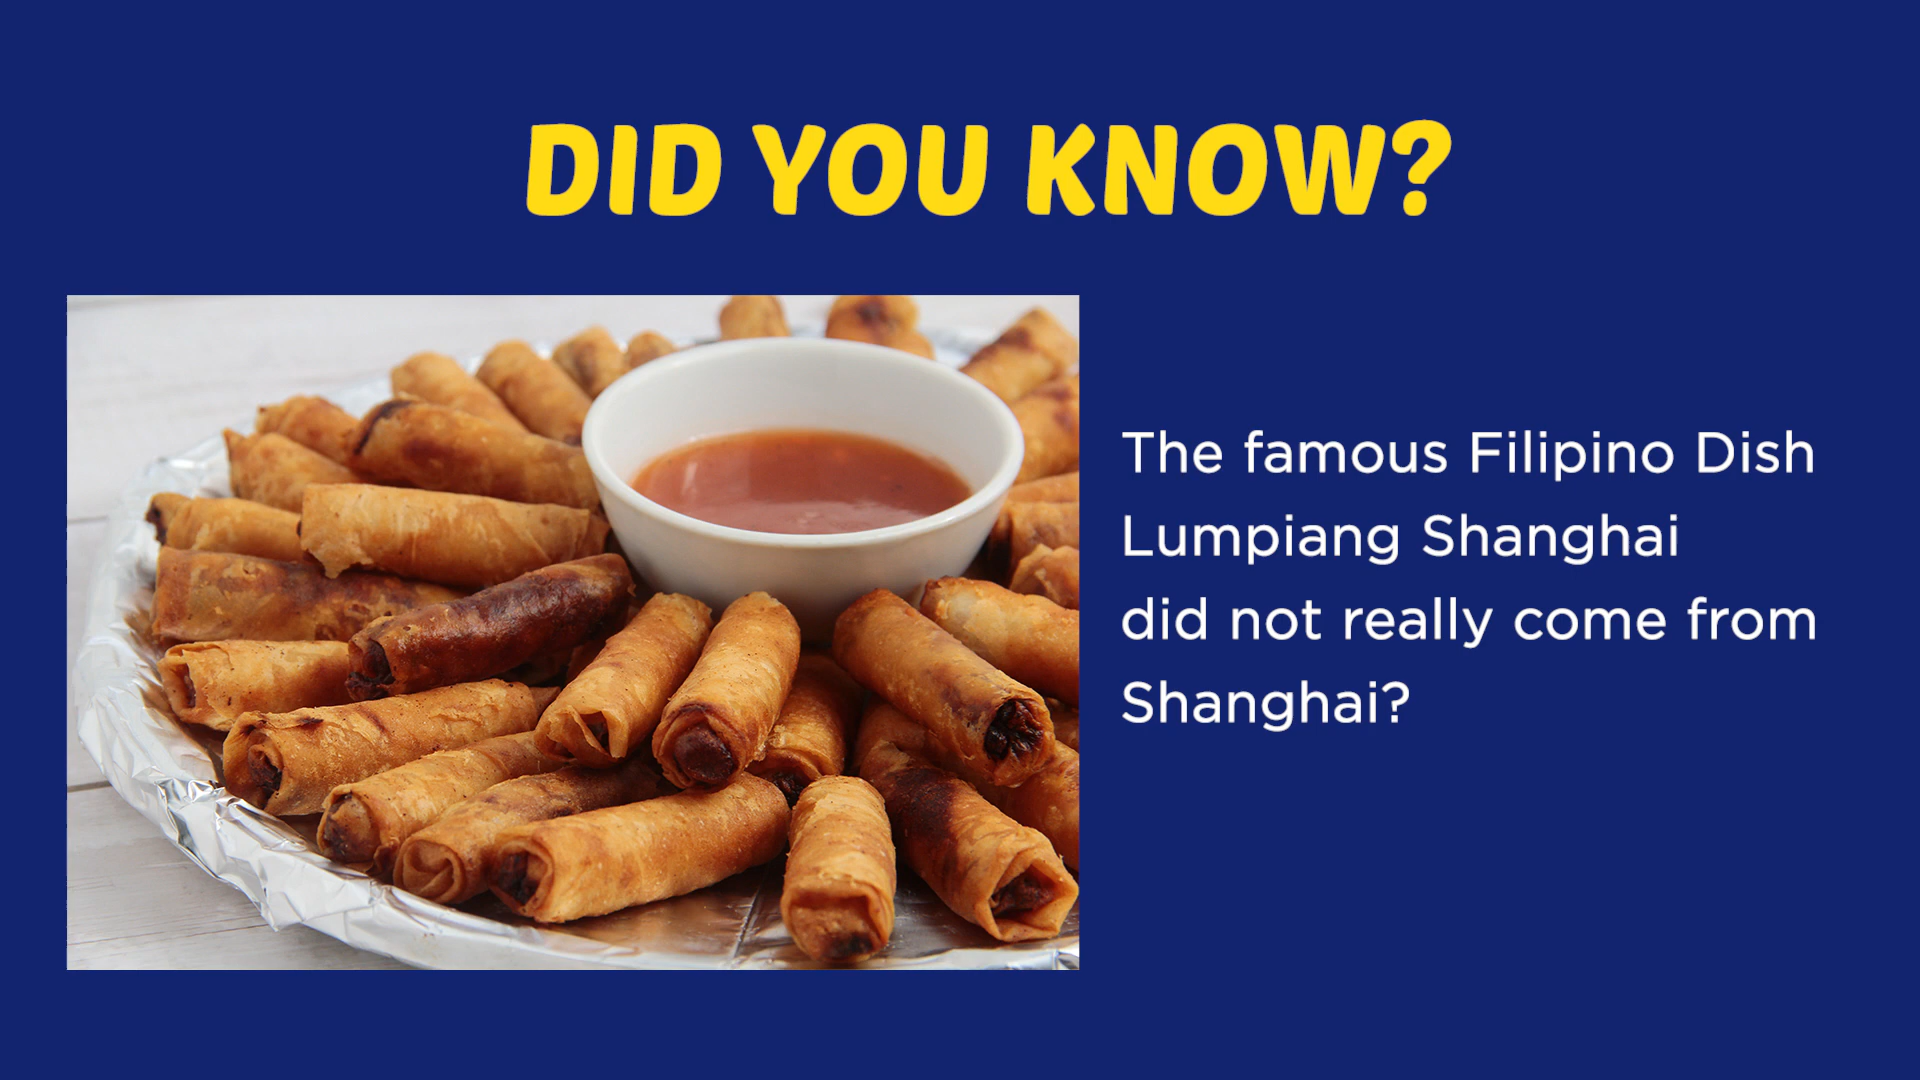 DID YOU KNOW?
The famous Filipino Dish
Lumpiang Shanghai
did not really come from
Shanghai?